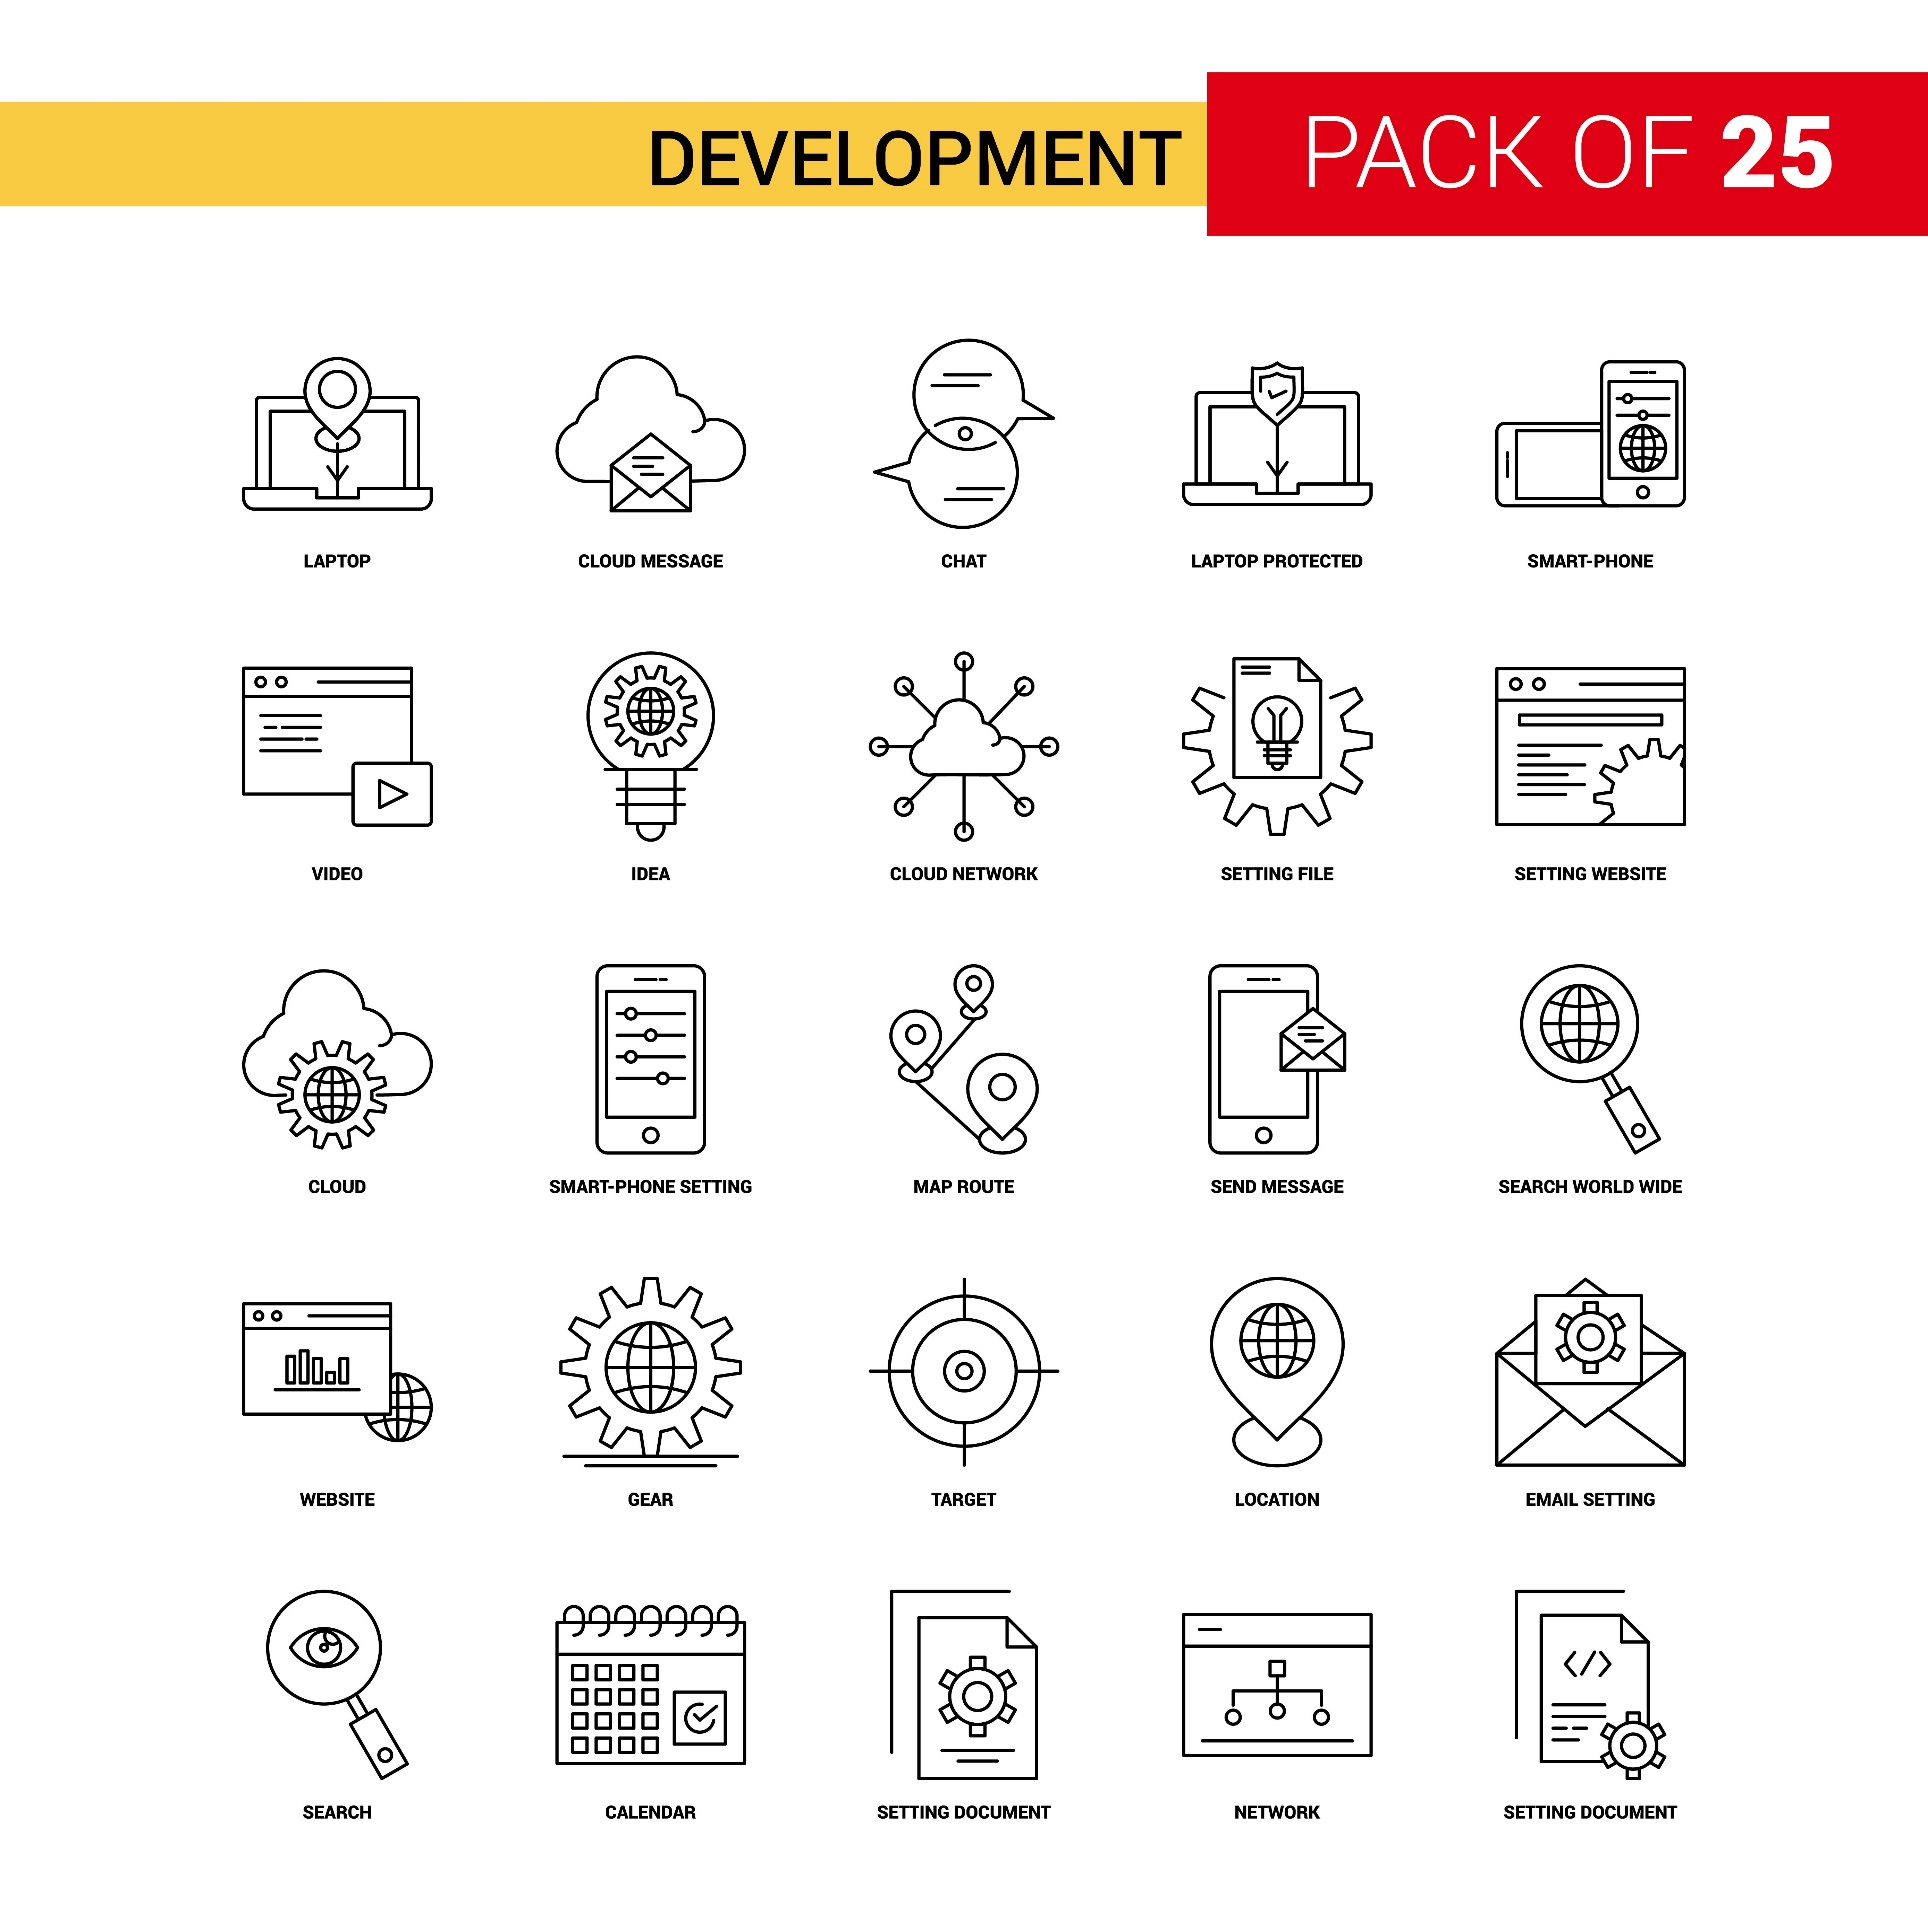 DEVELOPMENT
PACK OF 25
LAPTOP
CLOUD MESSAGE
CHAT
LAPTOP PROTECTED
SMART-PHONE
VIDEO
IDEA
CLOUD NETWORK
SETTING FILE
SETTING WEBSITE
CLOUD
SMART-PHONE SETTING
MAP ROUTE
SEND MESSAGE
SEARCH WORLD WIDE
WEBSITE
GEAR
TARGET
LOCATION
EMAIL SETTING
SEARCH
CALENDAR
SETTING DOCUMENT
NETWORK
</>
SETTING DOCUMENT